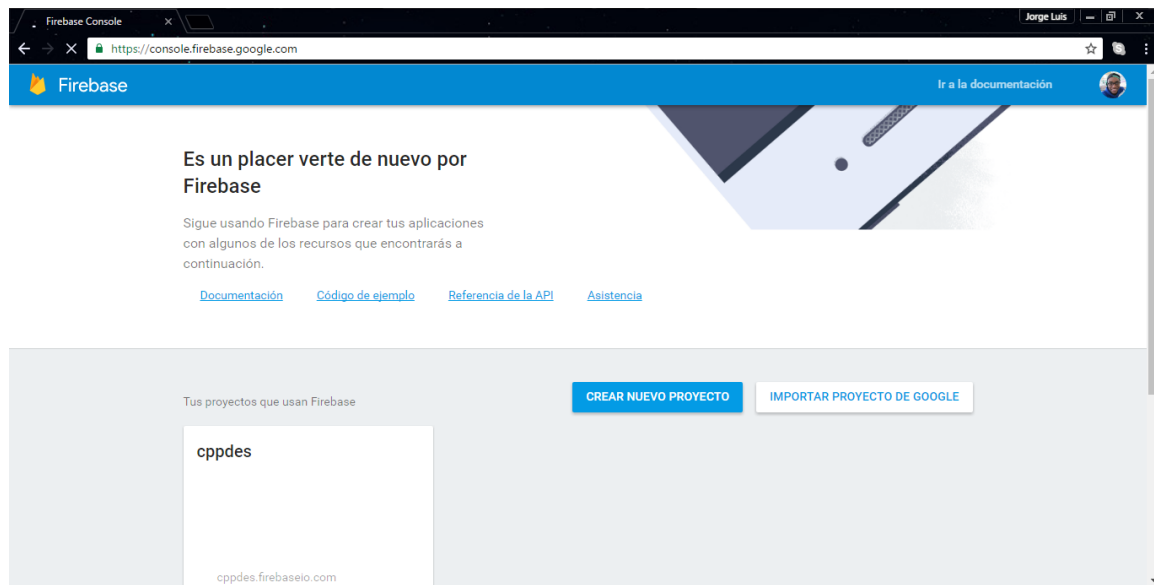 Firebase Console
Jorge Luis
https://console.firebase.google.com
Firebase
Ir a la documentación
Es un placer verte de nuevo por
Firebase
Sigue usando Firebase para crear tus aplicaciones
con algunos de los recursos que encontrarás a
continuación.
Documentación Código de ejemplo Referencia de la API Asistencia
Tus proyectos que usan Firebase
CREAR NUEVO PROYECTO
IMPORTAR PROYECTO DE GOOGLE
cppdes
cppdes.firebaseio.com